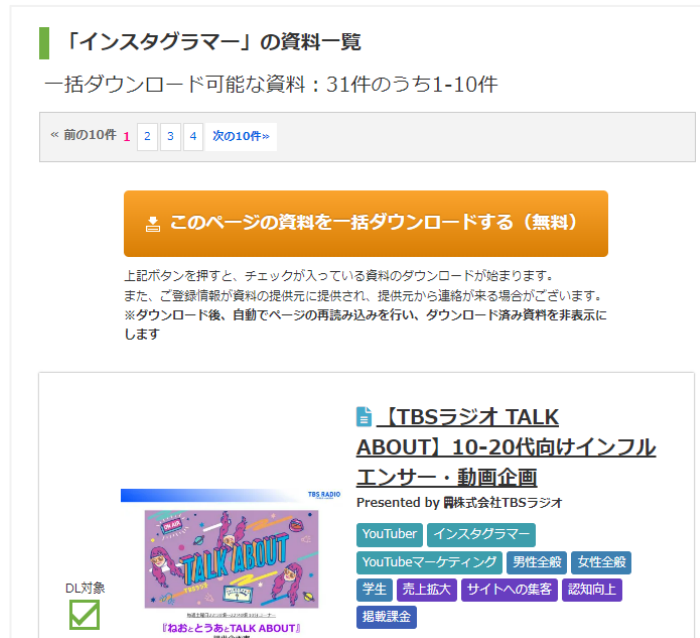 「インスタグラマー」の資料一覧
一括ダウンロード可能な資料：31件のうち1-10件
« 前の10件 1 2 3 4 次の10件»
このページの資料を一括ダウンロードする（無料）
上記ボタンを押すと、チェックが入っている資料のダウンロードが始まります。
また、ご登録情報が資料の提供元に提供され、提供元から連絡が来る場合がございます。
※ダウンロード後、自動でページの再読み込みを行い、ダウンロード済み資料を非表示に
します
DL対象
TBS RADIO
ON AIR
TALK ABOUT
『ねおとうあとTALK ABOUT』
【TBSラジオ TALK
ABOUT】10-20代向けインフル
エンサー・動画企画
Presented by 株式会社TBSラジオ
YouTuber インスタグラマー
YouTubeマーケティング 男性全般 女性全般
学生 売上拡大 サイトへの集客 認知向上
掲載課金